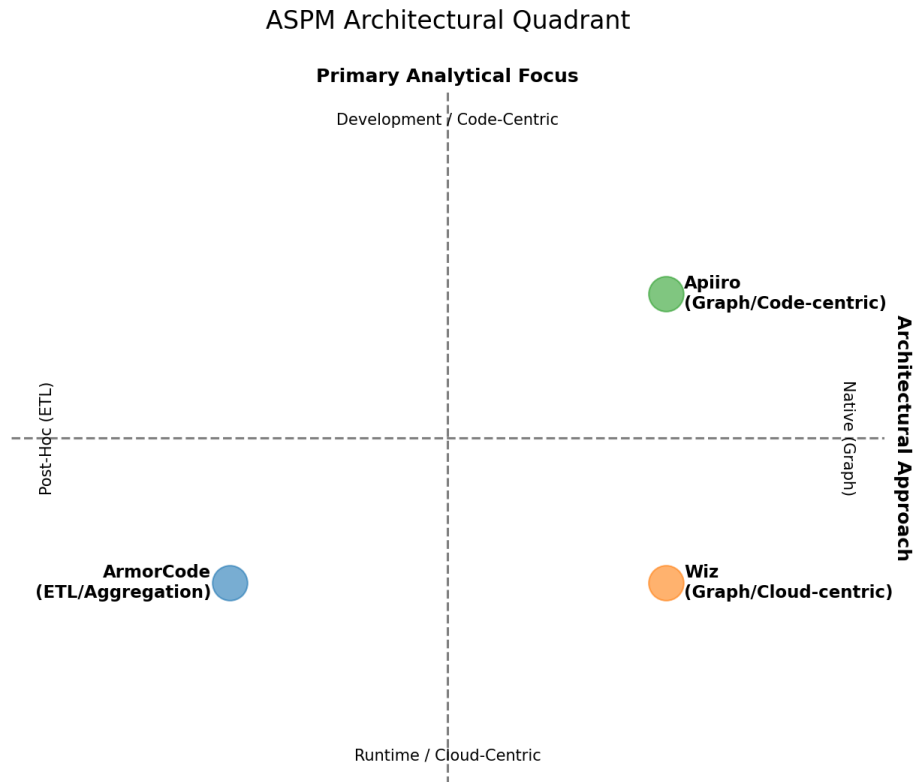 ASPM Architectural Quadrant
Primary Analytical Focus
Development / Code-Centric
Apiiro
(Graph/Code-centric)
Architectural Approach
Post-Hoc (ETL)
Native (Graph)
ArmorCode
(ETL/Aggregation)
Wiz
(Graph/Cloud-centric)
Runtime / Cloud-Centric